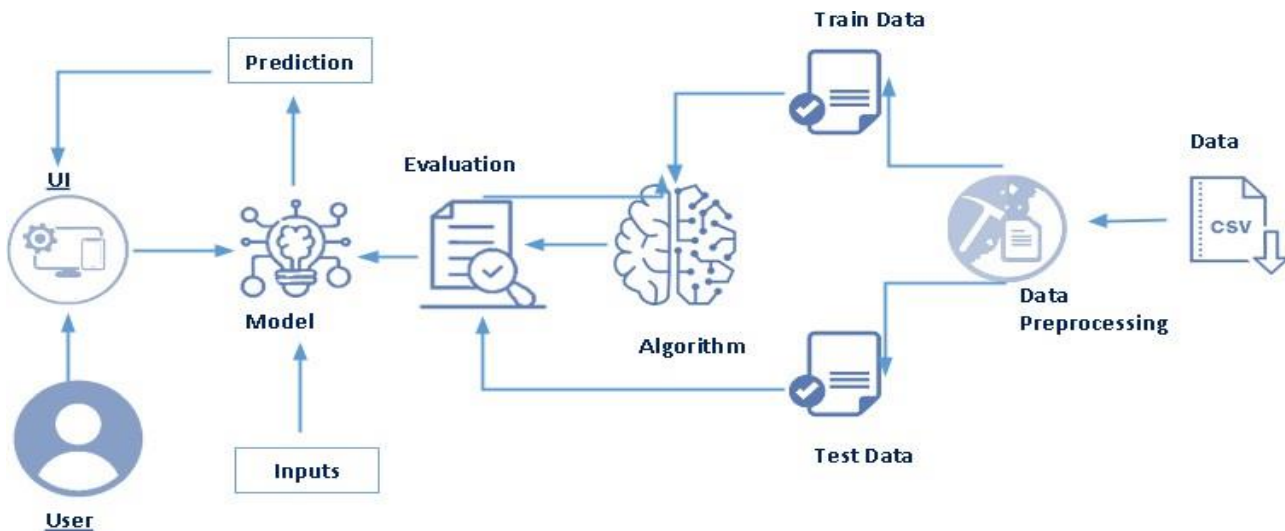 Train Data
Prediction
Evaluation
Data
UI
CSV
Model
Data
Preprocessing
Algorithm
Inputs
Test Data
User